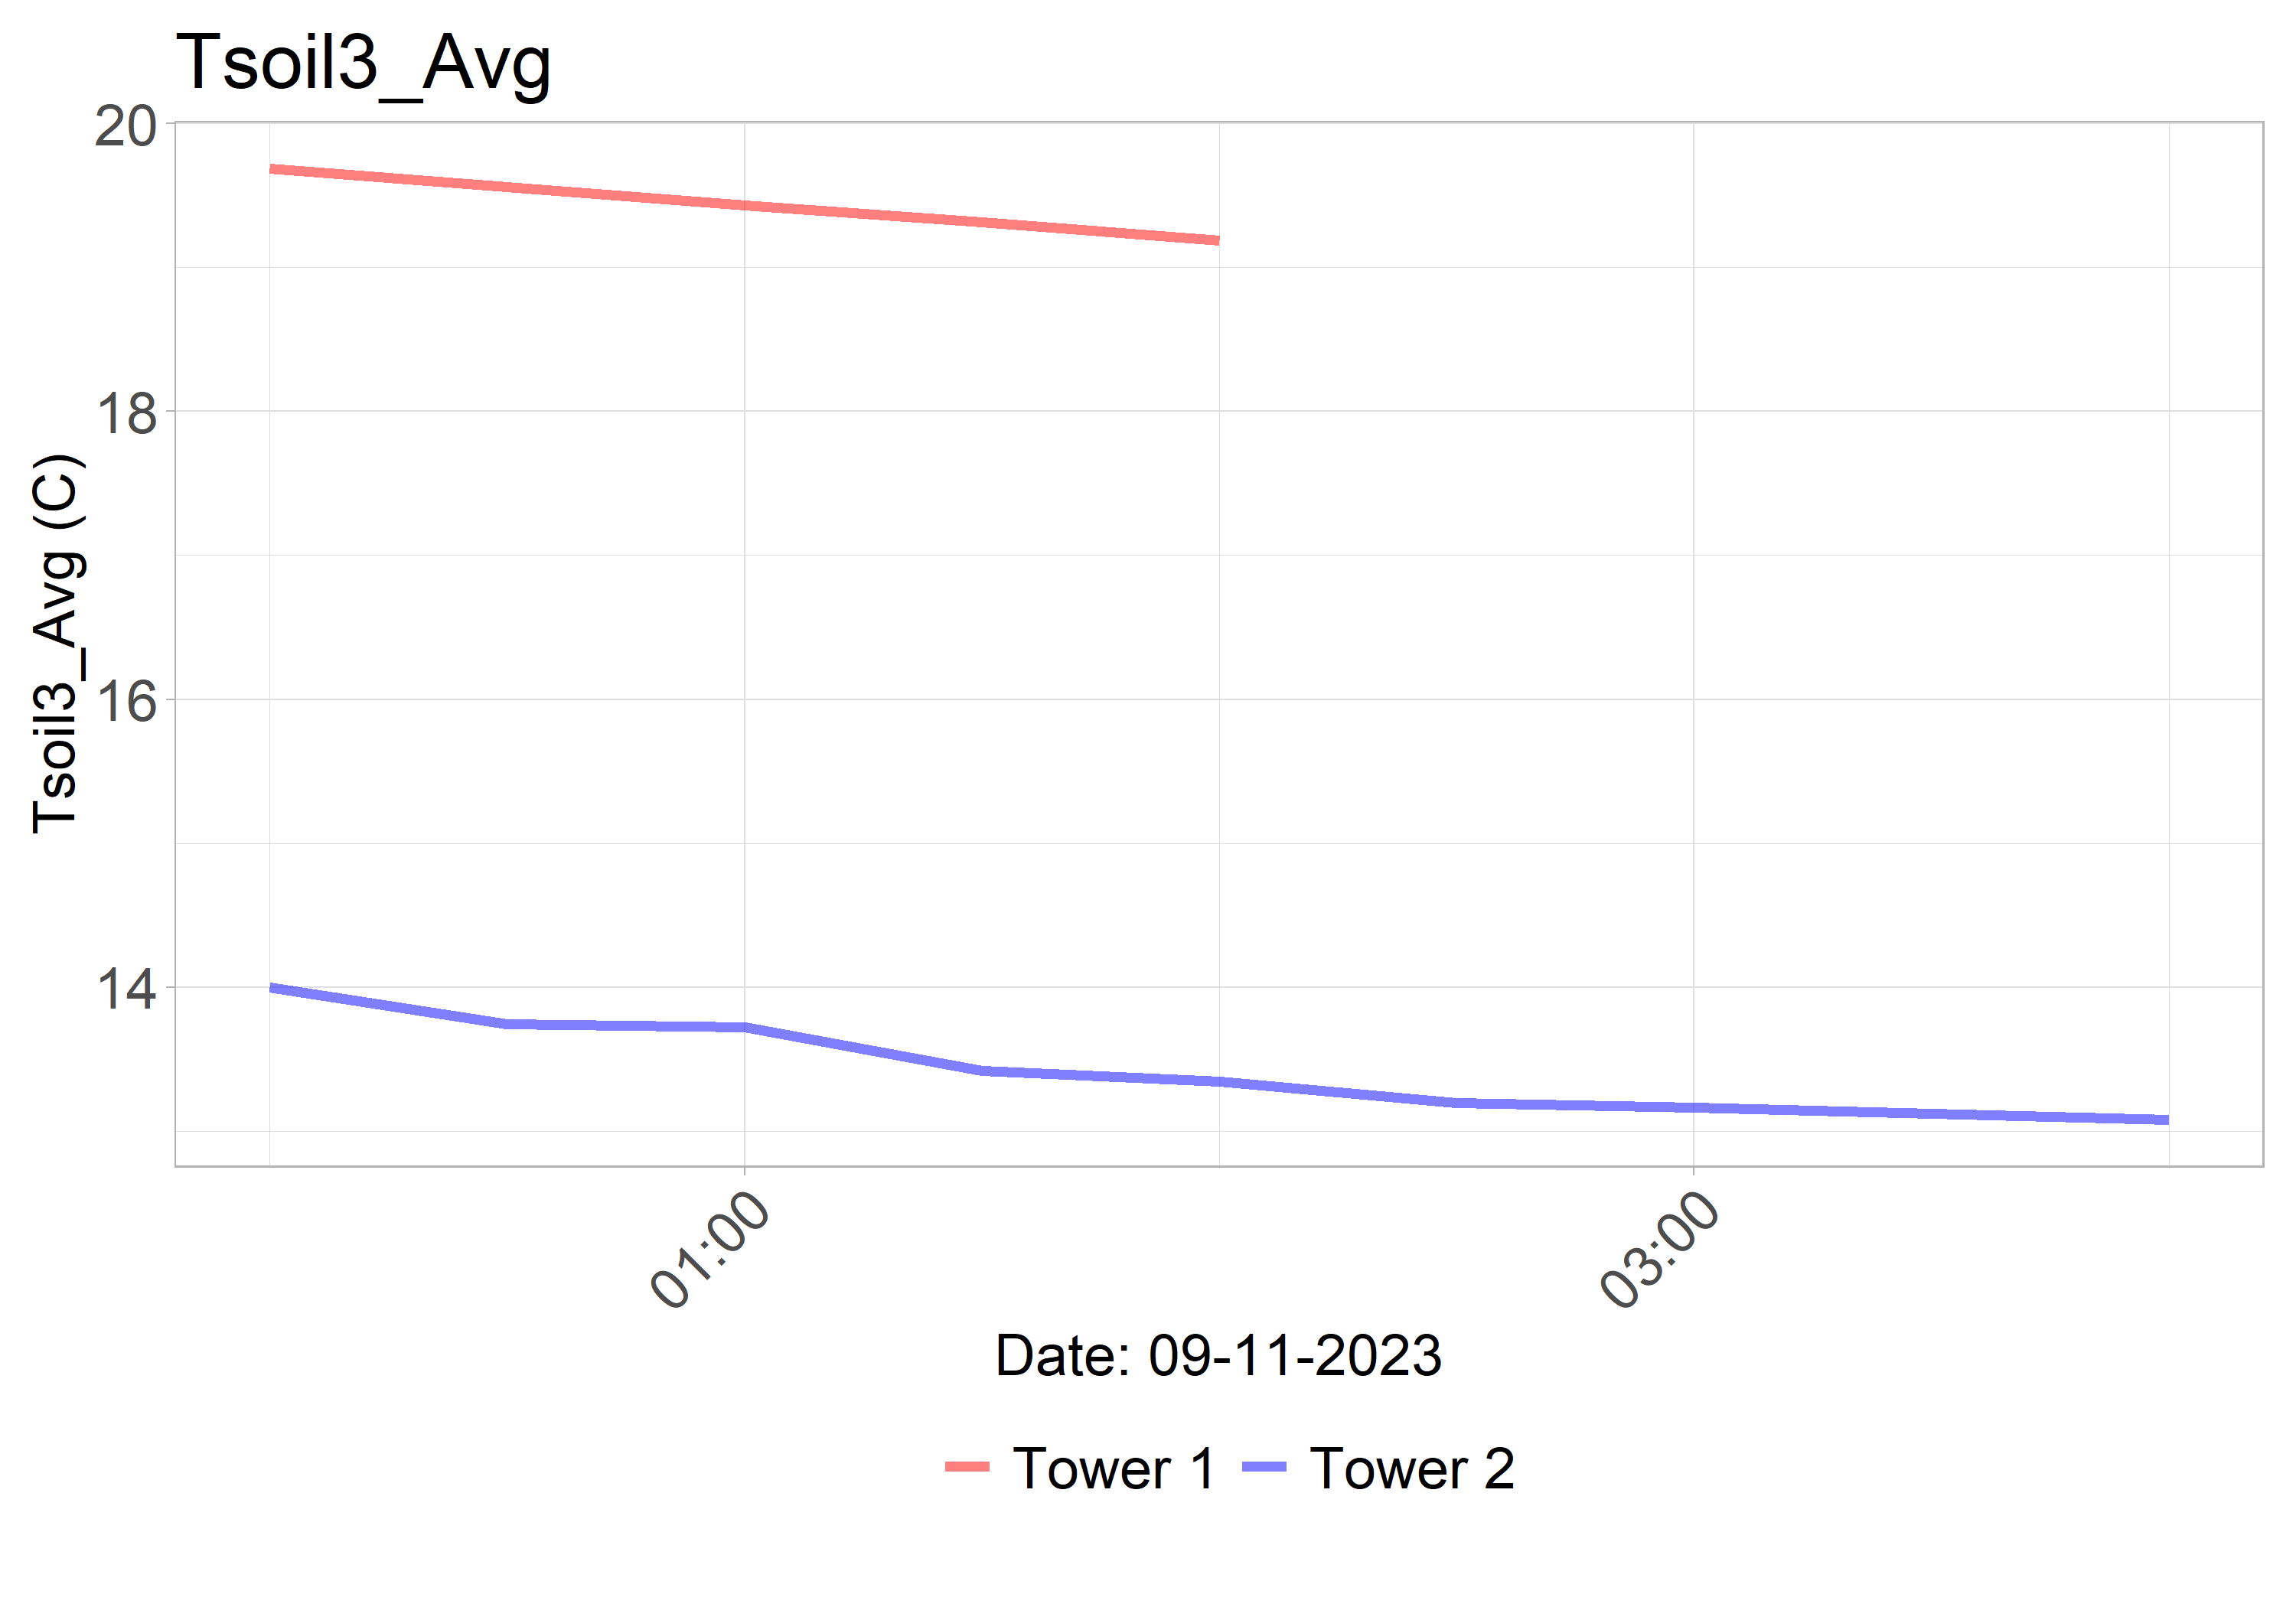 Tsoil3_Avg
Tsoil3_Avg (C)
20
18
16
14
01:00
03:00
Date: 09-11-2023
Tower 1
Tower 2